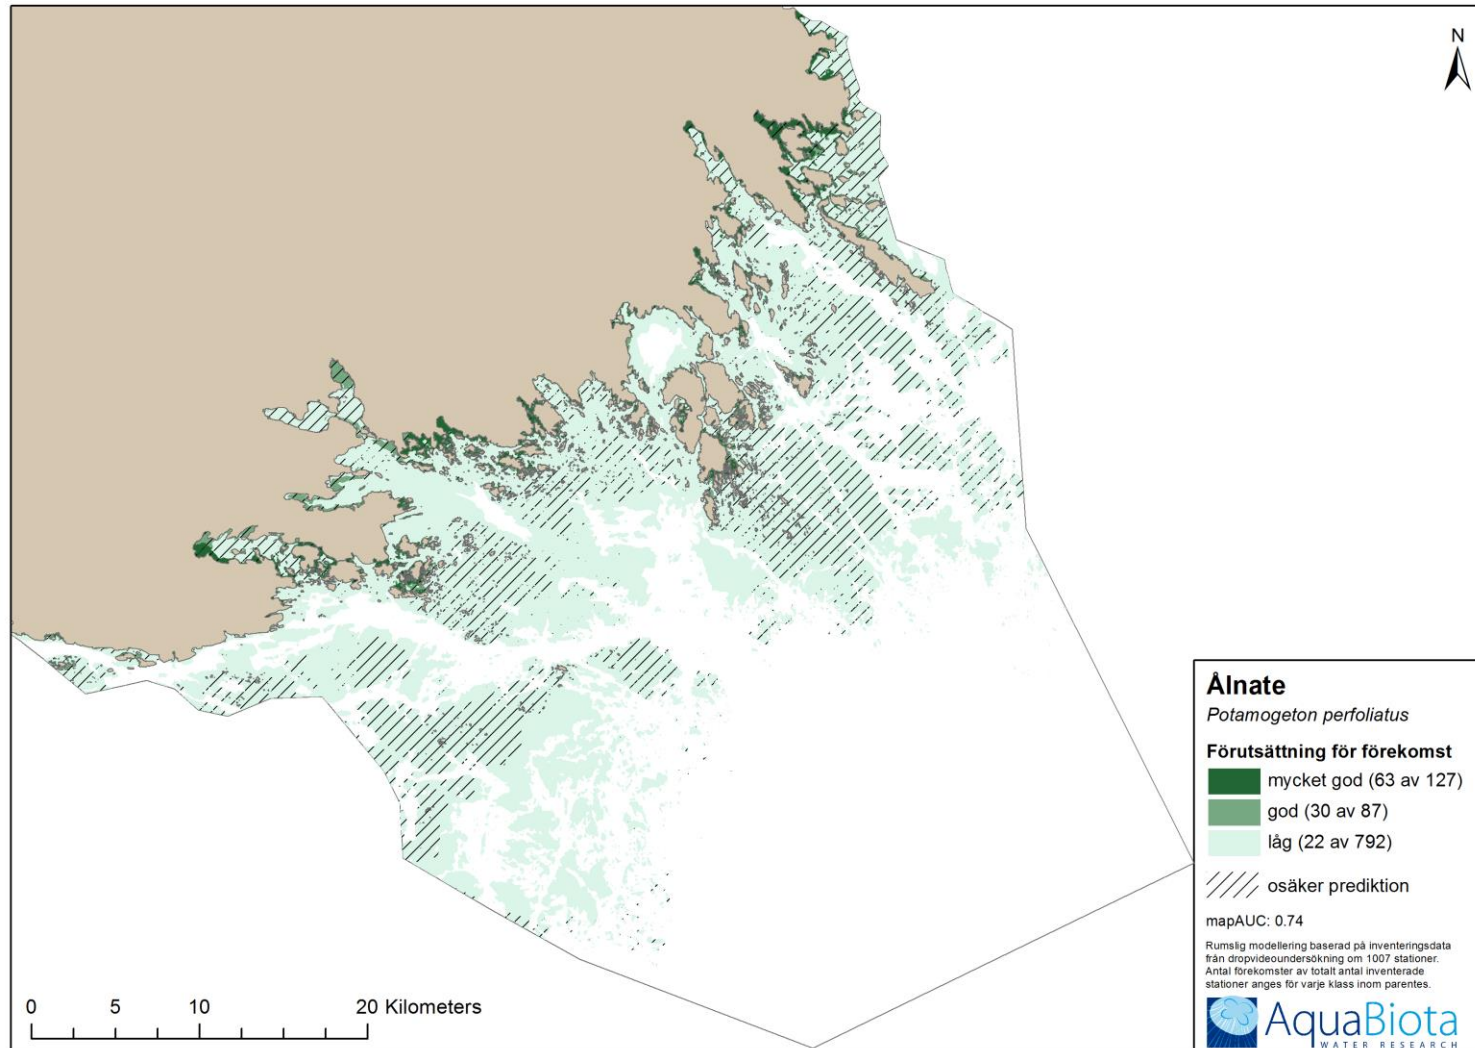 N
Ålnate
Potamogeton perfoliatus
Förutsättning för förekomst
mycket god (63 av 127)
god (30 av 87)
låg (22 av 792)
osäker prediktion
mapAUC: 0.74
Rumslig modellering baserad på inventeringsdata
från dropvideoundersökning om 1007 stationer.
Antal förekomster av totalt antal inventerade
stationer anges för varje klass inom parentes.
AquaBiota
WATER RESEARCH
0 5 10 20 Kilometers